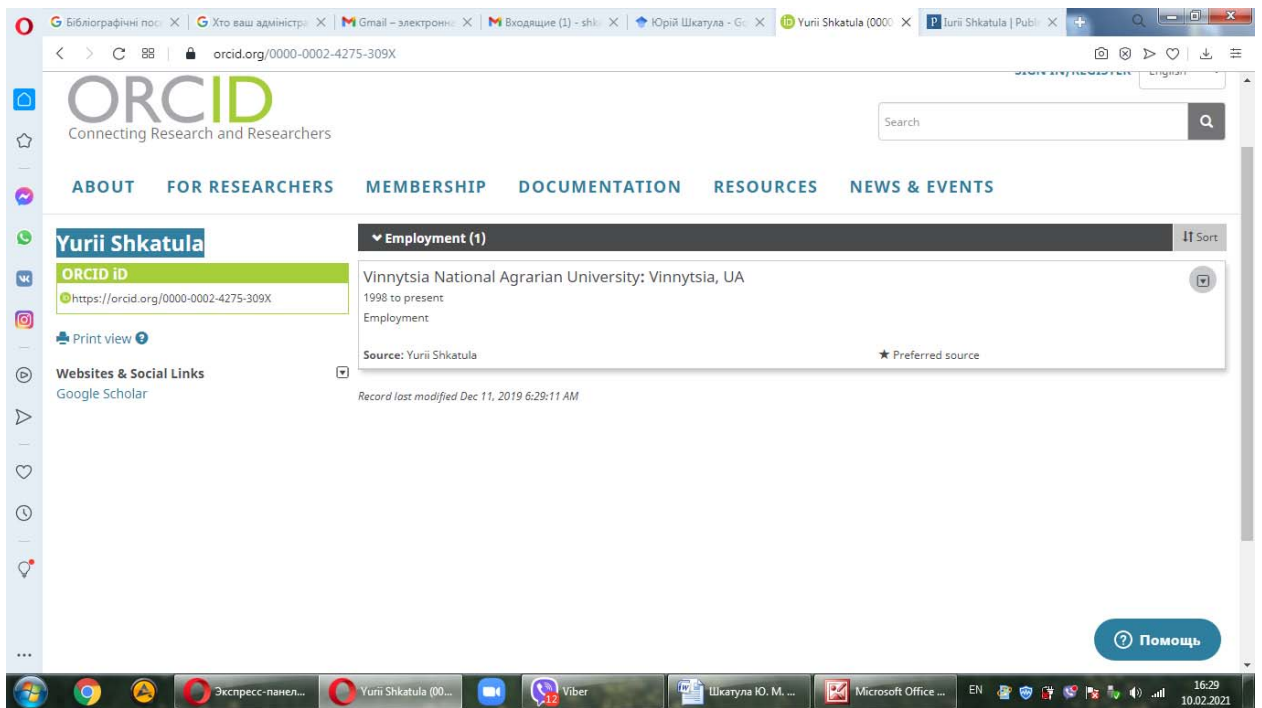 Бібліографічні пос
Хто ваш адміністра
Gmail – электронн
Входящие (1) - shk
Юрій Шкатула - Go
Yurii Shkatula (0000
Iurii Shkatula | Publ
orcid.org/0000-0002-4275-309X
SIGN IN/REGISTER English
ORCID
Connecting Research and Researchers
Search
ABOUT FOR RESEARCHERS MEMBERSHIP DOCUMENTATION RESOURCES NEWS & EVENTS
Yurii Shkatula
ORCID iD
https://orcid.org/0000-0002-4275-309X
Print view
Websites & Social Links
Google Scholar
Employment (1)
Sort
Vinnytsia National Agrarian University: Vinnytsia, UA
1998 to present
Employment
Source: Yurii Shkatula
Preferred source
Record last modified Dec 11, 2019 6:29:11 AM
Помощь
Экспресс-панел...
Yurii Shkatula (00...
12
Viber
Шкатула Ю. М. ...
Microsoft Office ...
EN
16:29
10.02.2021